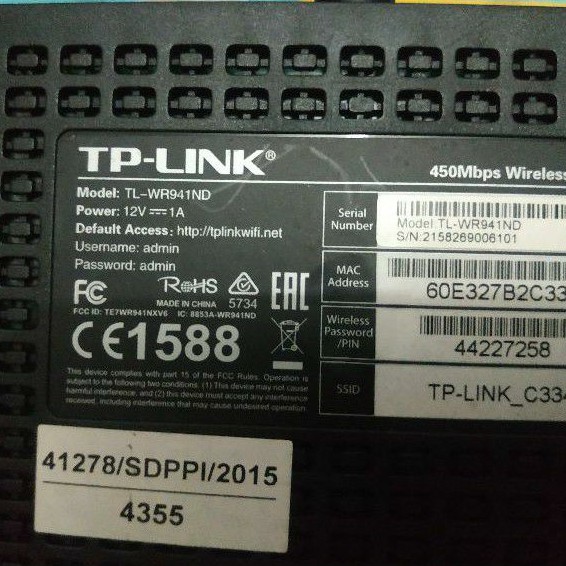 TP-LINK®
450Mbps Wireless
Model: TL-WR941ND
Power: 12V⎓1A
Default Access: http://tplinkwifi.net
Username: admin
Password: admin
Serial Number
Model:TL-WR941ND
S/N:2158269006101
FC RoHS 5734 EAC
MADE IN CHINA
FCC ID: TE7WR941NXV6 IC: 8853A-WR941ND
MAC Address
60E327B2C33
CE1588
Wireless Password /PIN
44227258
This device complies with part 15 of the FCC Rules. Operation is
subject to the following two conditions: (1) This device may not cause
harmful interference, and (2) this device must accept any interference
received, including interference that may cause undesired operation.
SSID
TP-LINK_C334
41278/SDPPI/2015
4355